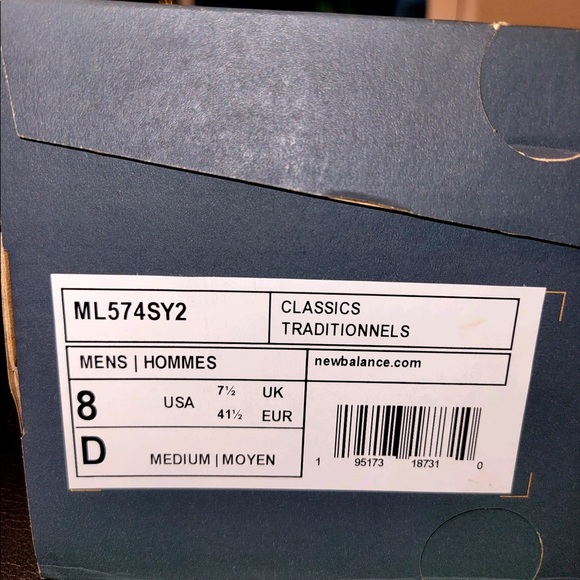 ML574SY2
CLASSICS
TRADITIONNELS
MENS | HOMMES
newbalance.com
8 USA 7½ UK
41½ EUR
D MEDIUM | MOYEN
1 95173 18731 0